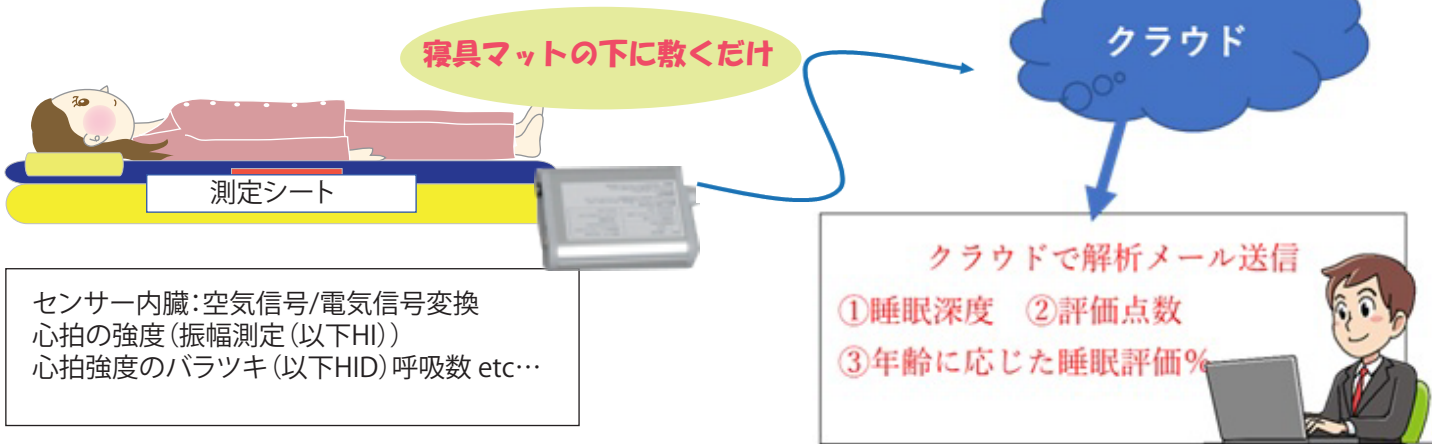 寝具マットの下に敷くだけ
クラウド
測定シート
センサー内臓:空気信号/電気信号変換
心拍の強度(振幅測定(以下HI))
心拍強度のバラツキ(以下HID)呼吸数 etc…
クラウドで解析メール送信
①睡眠深度 ②評価点数
③年齢に応じた睡眠評価%